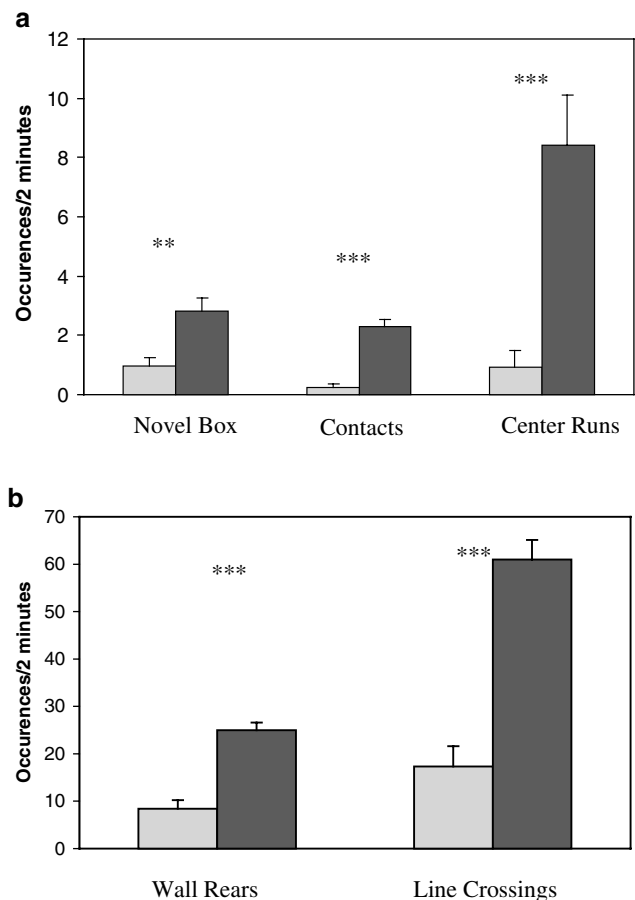 a
12
10
8
6
4
2
0
Occurences/2 minutes
**
***
***
Novel Box
Contacts
Center Runs
b
70
60
50
40
30
20
10
0
Occurences/2 minutes
***
***
Wall Rears
Line Crossings